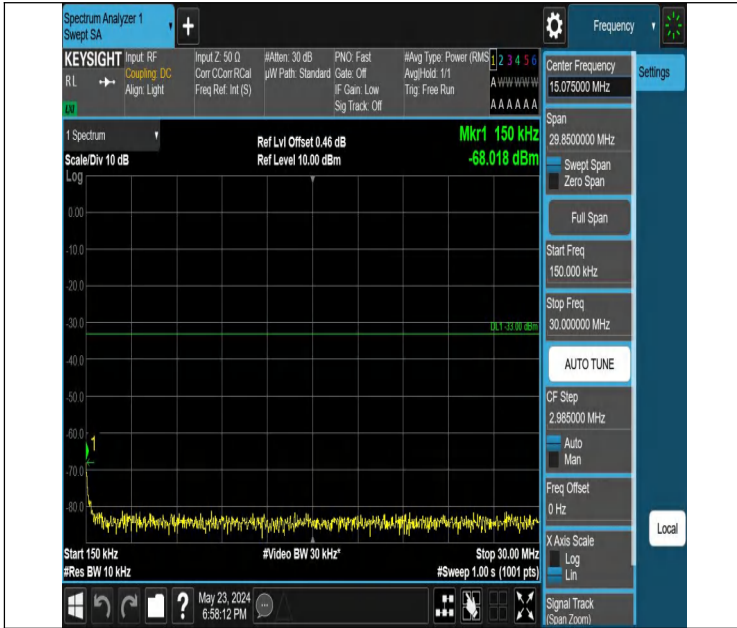 Spectrum Analyzer 1
Swept SA
+
Frequency
KEYSIGHT
RL
Input: RF
Coupling: DC
Align: Light
Input Z: 50 Ω
Corr CCorr RCal
Freq Ref: Int (S)
#Atten: 30 dB
µW Path: Standard
PNO: Fast
Gate: Off
IF Gain: Low
Sig Track: Off
#Avg Type: Power (RMS
Avg|Hold: 1/1
Trig: Free Run
1 2 3 4 5 6
A W W W W W
A A A A A A
1 Spectrum
Scale/Div 10 dB
Log
Ref Lvl Offset 0.46 dB
Ref Level 10.00 dBm
Mkr1 150 kHz
-68.018 dBm
0.00
-10.0
-20.0
-30.0
DL1 -33.00 dBm
-40.0
-50.0
-60.0
1
-70.0
-80.0
Start 150 kHz
#Video BW 30 kHz*
Stop 30.00 MHz
#Res BW 10 kHz
#Sweep 1.00 s (1001 pts)
?
May 23, 2024
6:58:12 PM
Center Frequency
15.075000 MHz
Settings
Span
29.8500000 MHz
Swept Span
Zero Span
Full Span
Start Freq
150.000 kHz
Stop Freq
30.000000 MHz
AUTO TUNE
CF Step
2.985000 MHz
Auto
Man
Freq Offset
0 Hz
X Axis Scale
Log
Lin
Local
Signal Track
(Span Zoom)